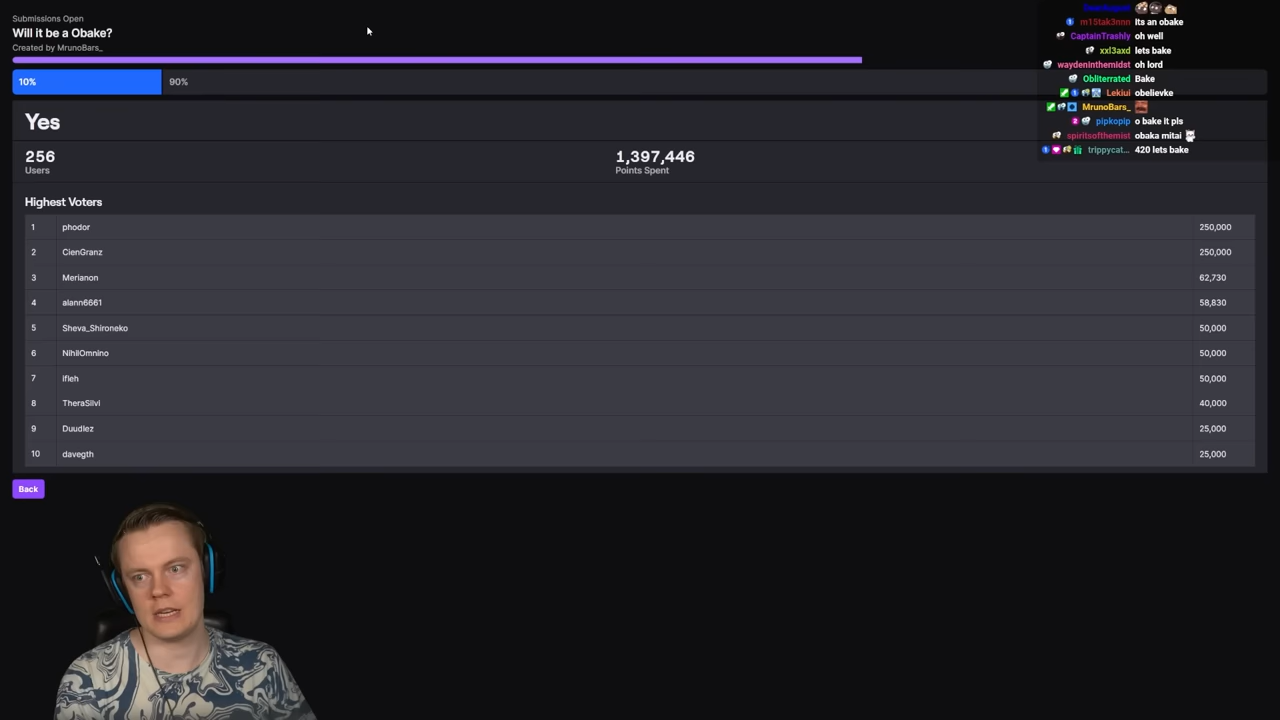 Submissions Open
Will it be a Obake?
Created by MrunoBars_
10%
90%
Yes
256
Users
1,397,446
Points Spent
Highest Voters
1 phodor 250,000
2 CienGranz 250,000
3 Merianon 62,730
4 alann6661 58,830
5 Sheva_Shironeko 50,000
6 NihilOmnino 50,000
7 ifleh 50,000
8 TheraSilvi 40,000
9 Duudlez 25,000
10 davegth 25,000
Back
m15tak3nnn Its an obake
CaptainTrashly oh well
xxl3axd lets bake
waydeninthemidst oh lord
Obliterrated Bake
Lekiui obelievke
MrunoBars_
pipkopip o bake it pls
spiritsofthemist obaka mitai
trippycat... 420 lets bake